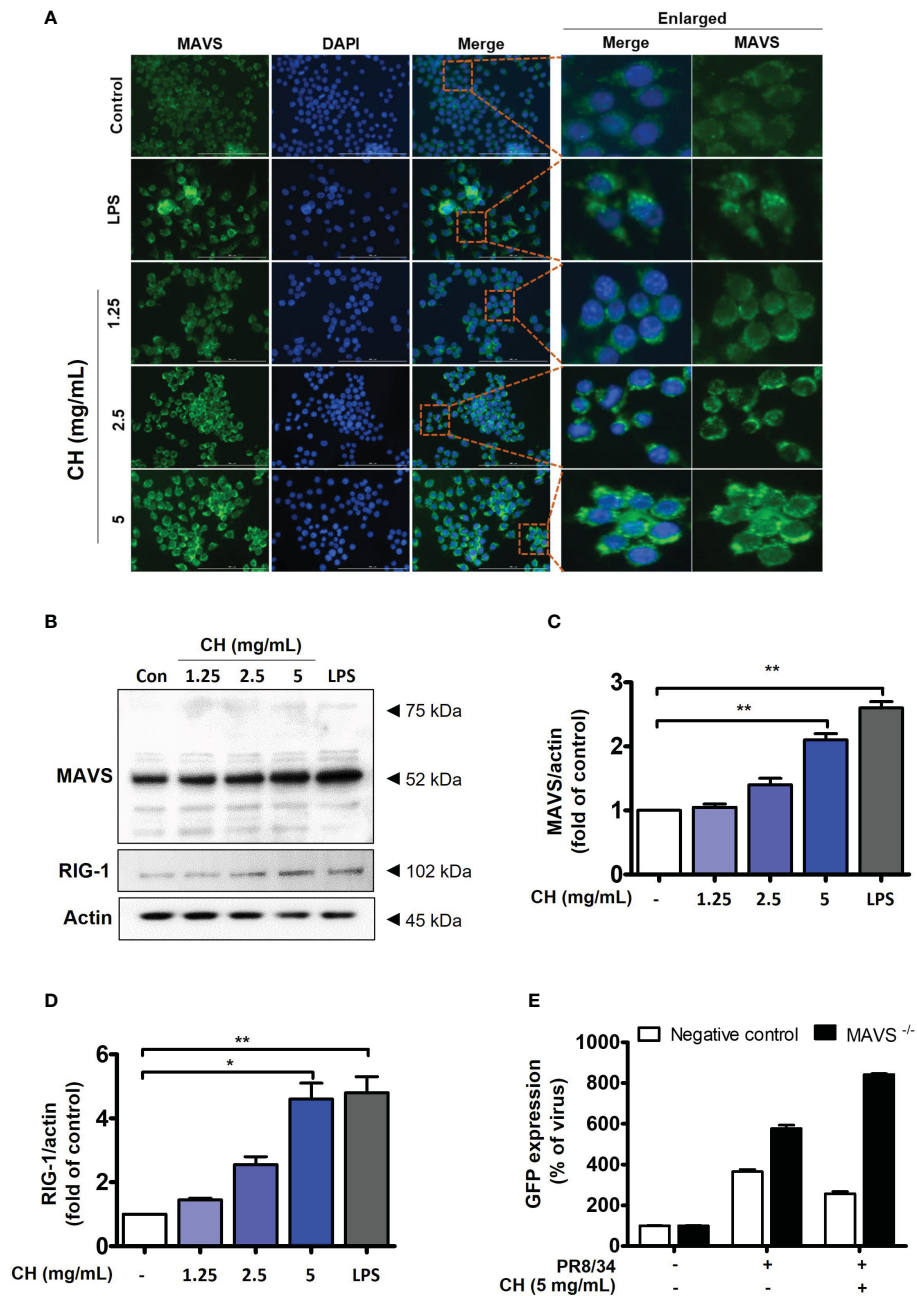 A
Enlarged
MAVS DAPI Merge Merge MAVS
Control
LPS
CH (mg/mL)
1.25
2.5
5
B
CH (mg/mL)
Con 1.25 2.5 5 LPS
75 kDa
MAVS
52 kDa
RIG-1
102 kDa
Actin
45 kDa
C
MAVS/actin
(fold of control)
3
2
1
0
**
**
CH (mg/mL) - 1.25 2.5 5 LPS
D
RIG-1/actin
(fold of control)
6
4
2
0
**
*
CH (mg/mL) - 1.25 2.5 5 LPS
E
Negative control MAVS -/-
GFP expression
(% of virus)
1000
800
600
400
200
0
PR8/34 - + +
CH (5 mg/mL) - - +